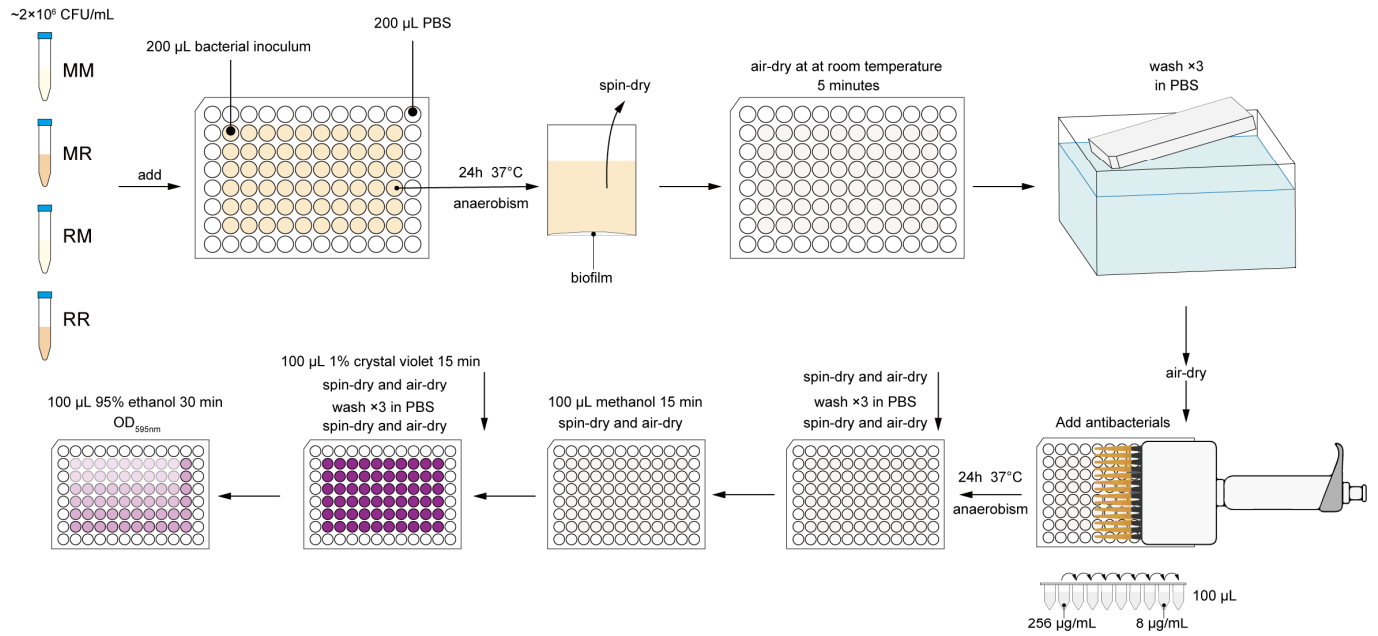 ~2×10⁶ CFU/mL
MM
MR
RM
RR
add
200 µL bacterial inoculum
200 µL PBS
24h 37°C
anaerobism
spin-dry
biofilm
air-dry at at room temperature
5 minutes
wash ×3
in PBS
air-dry
Add antibacterials
100 µL
256 µg/mL
8 µg/mL
24h 37°C
anaerobism
spin-dry and air-dry
wash ×3 in PBS
spin-dry and air-dry
100 µL methanol 15 min
spin-dry and air-dry
100 µL 1% crystal violet 15 min
spin-dry and air-dry
wash ×3 in PBS
spin-dry and air-dry
100 µL 95% ethanol 30 min
OD₅₉₅ₙₘ